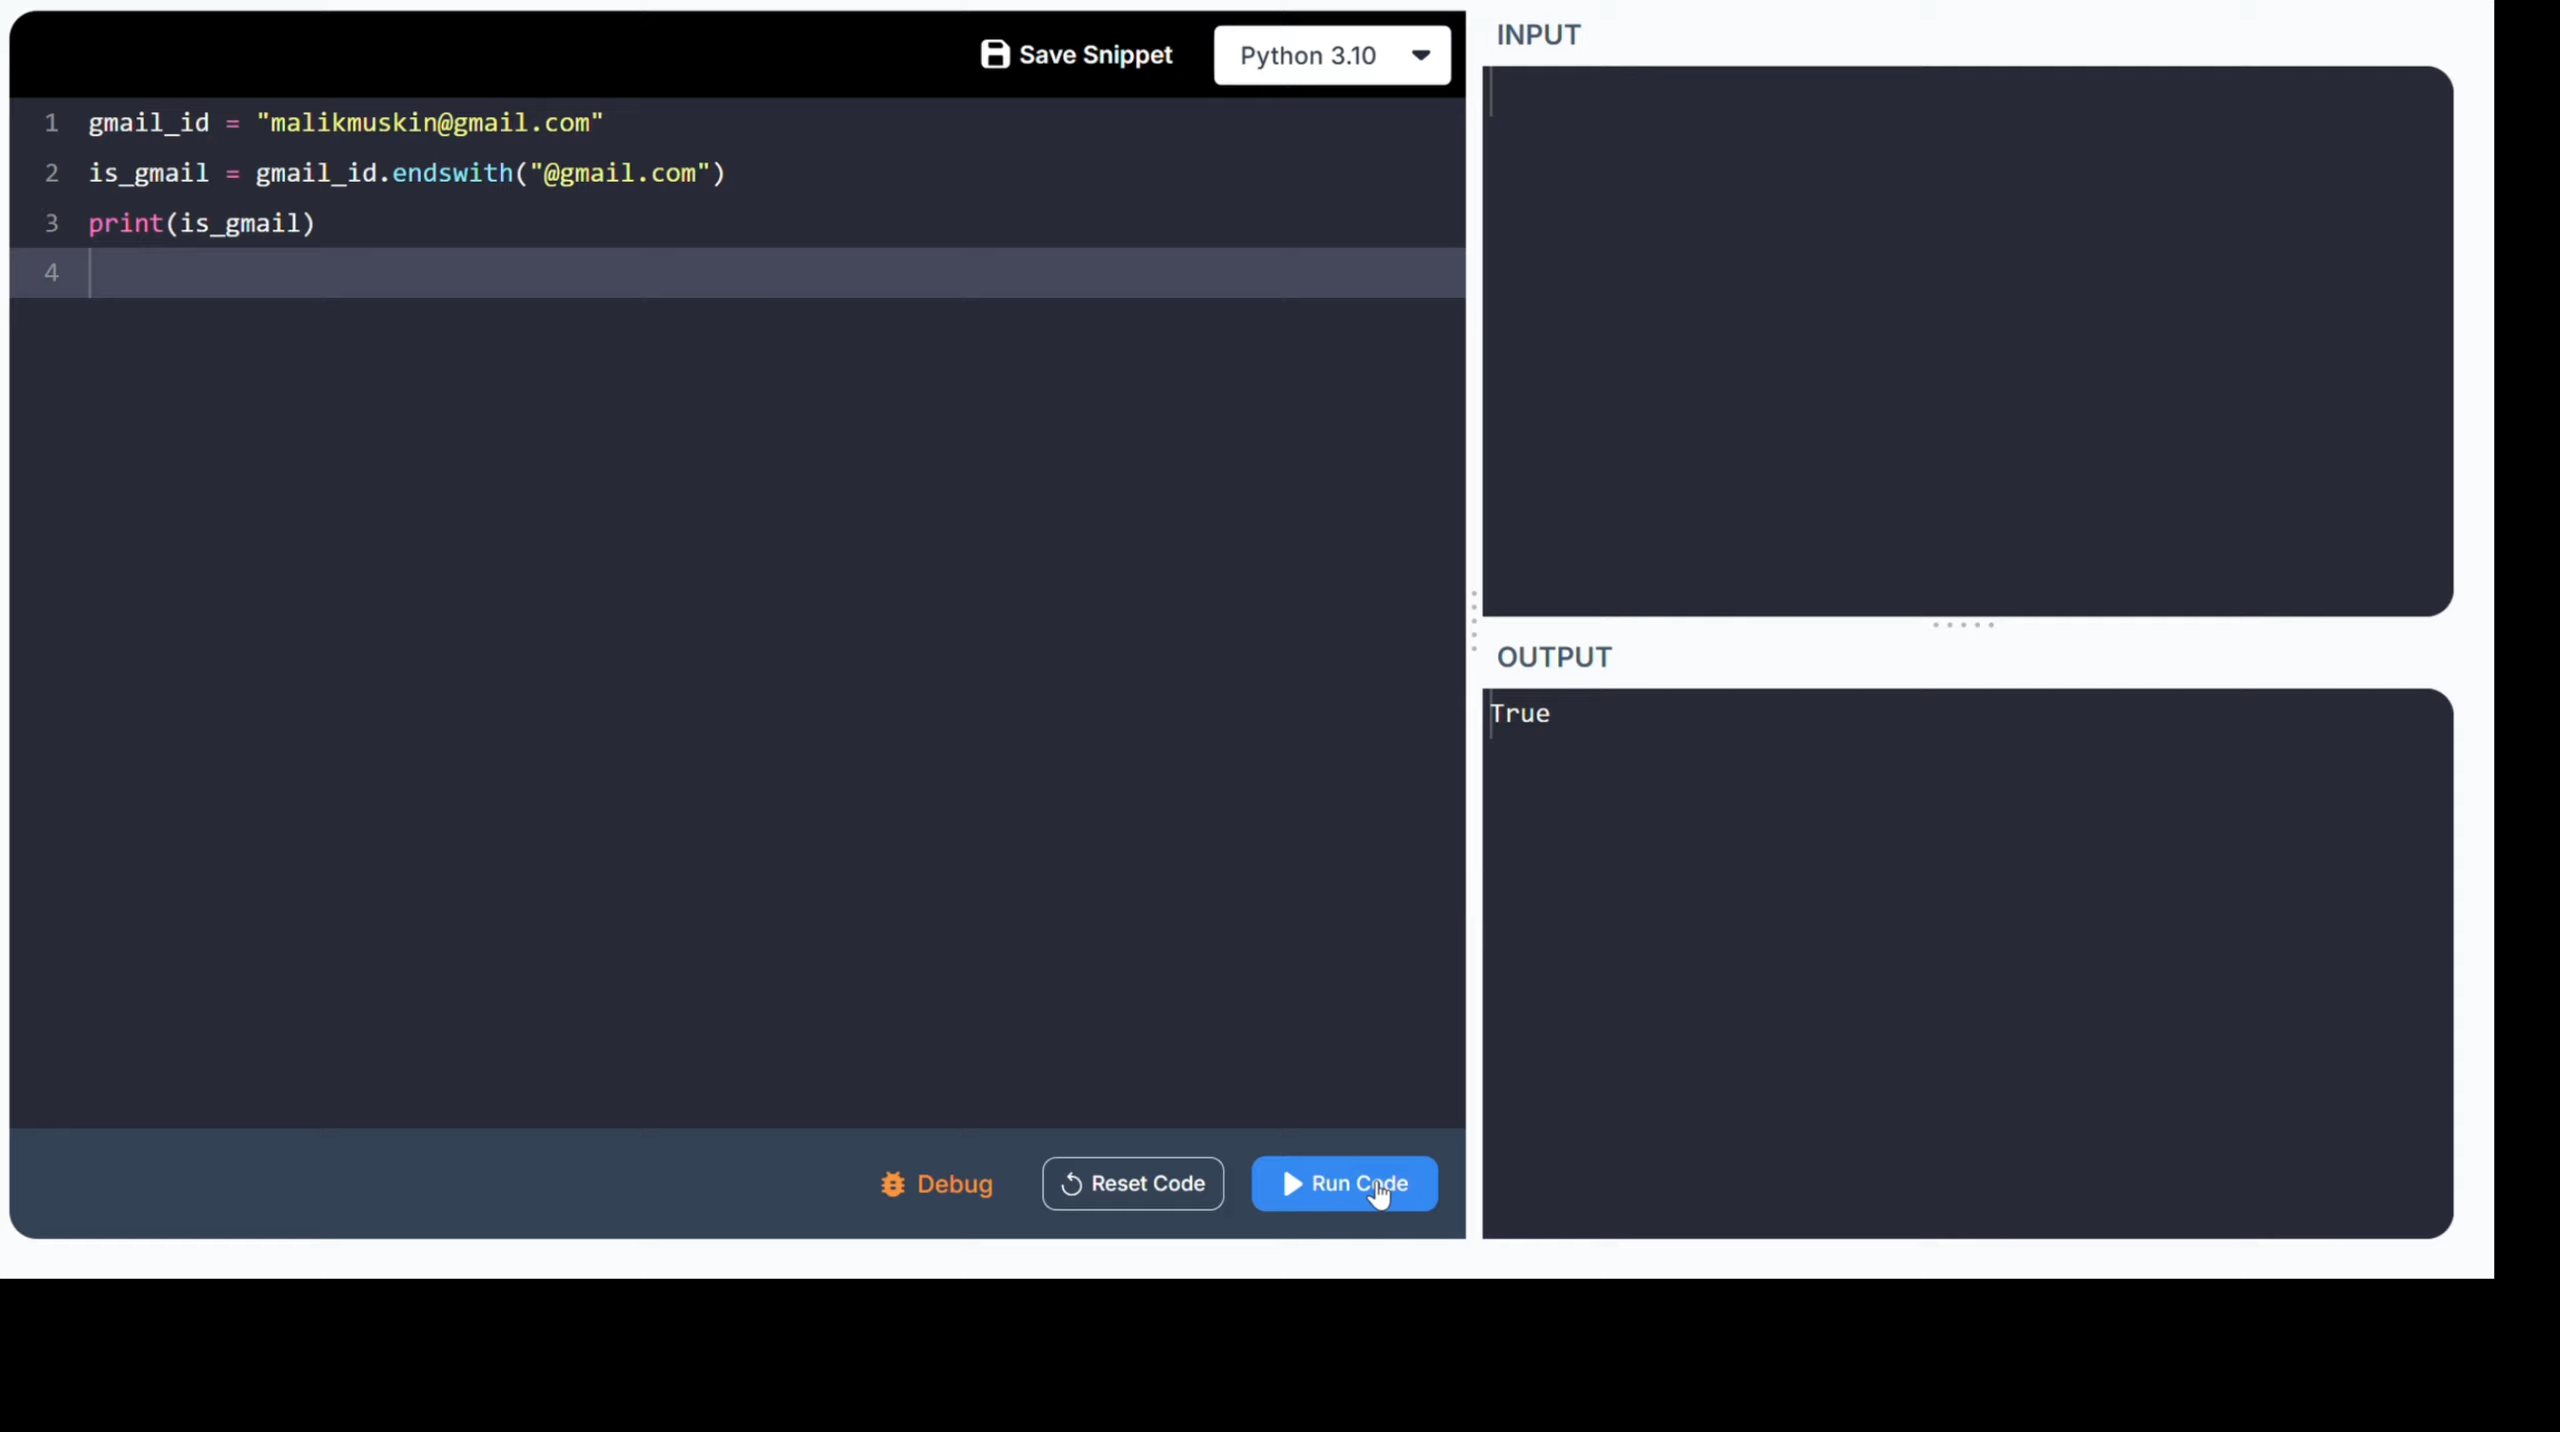 Save Snippet
Python 3.10
1 gmail_id = "malikmuskin@gmail.com"
2 is_gmail = gmail_id.endswith("@gmail.com")
3 print(is_gmail)
4
Debug
Reset Code
Run Code
INPUT
OUTPUT
True